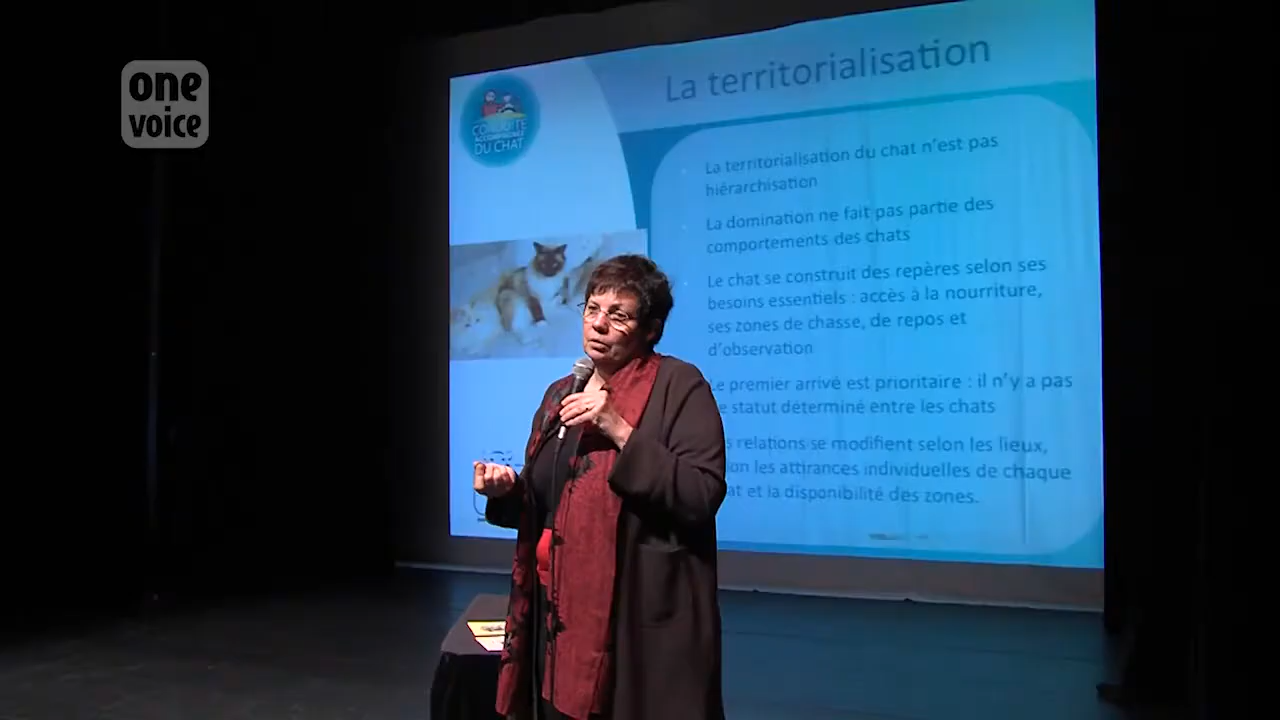 one
voice
La territorialisation
CONDUITE
ACCOMPAGNÉE
DU CHAT
La territorialisation du chat n'est pas
hiérarchisation
La domination ne fait pas partie des
comportements des chats
Le chat se construit des repères selon ses
besoins essentiels : accès à la nourriture,
ses zones de chasse, de repos et
d'observation
e premier arrivé est prioritaire : il n'y a pas
e statut déterminé entre les chats
s relations se modifient selon les lieux,
on les attirances individuelles de chaque
at et la disponibilité des zones.